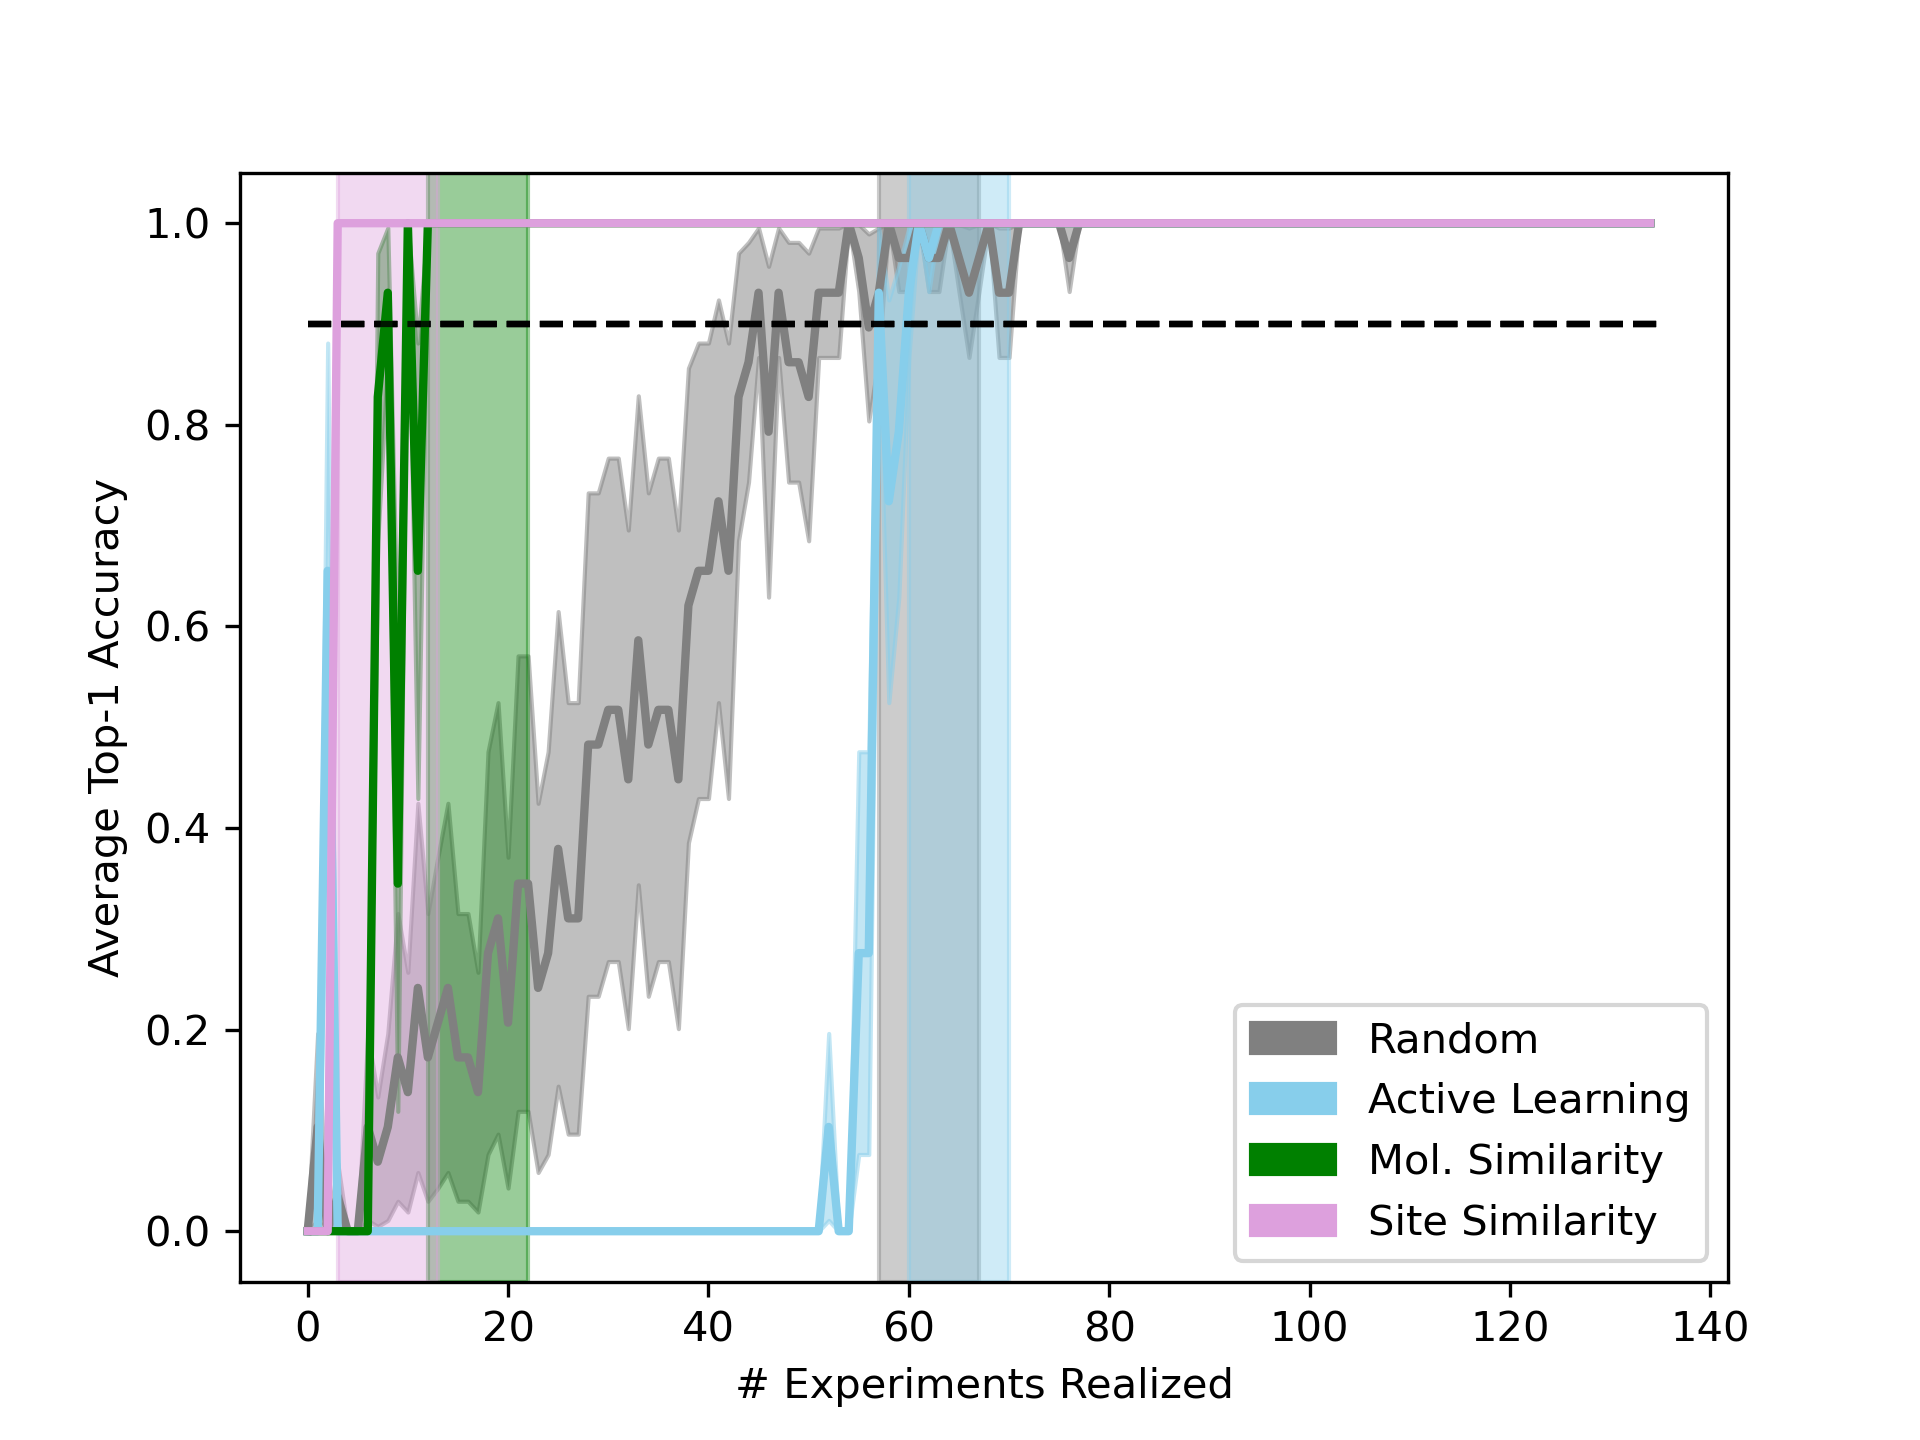 1.0
0.8
0.6
0.4
0.2
0.0
Average Top-1 Accuracy
0 20 40 60 80 100 120 140
# Experiments Realized
Random
Active Learning
Mol. Similarity
Site Similarity